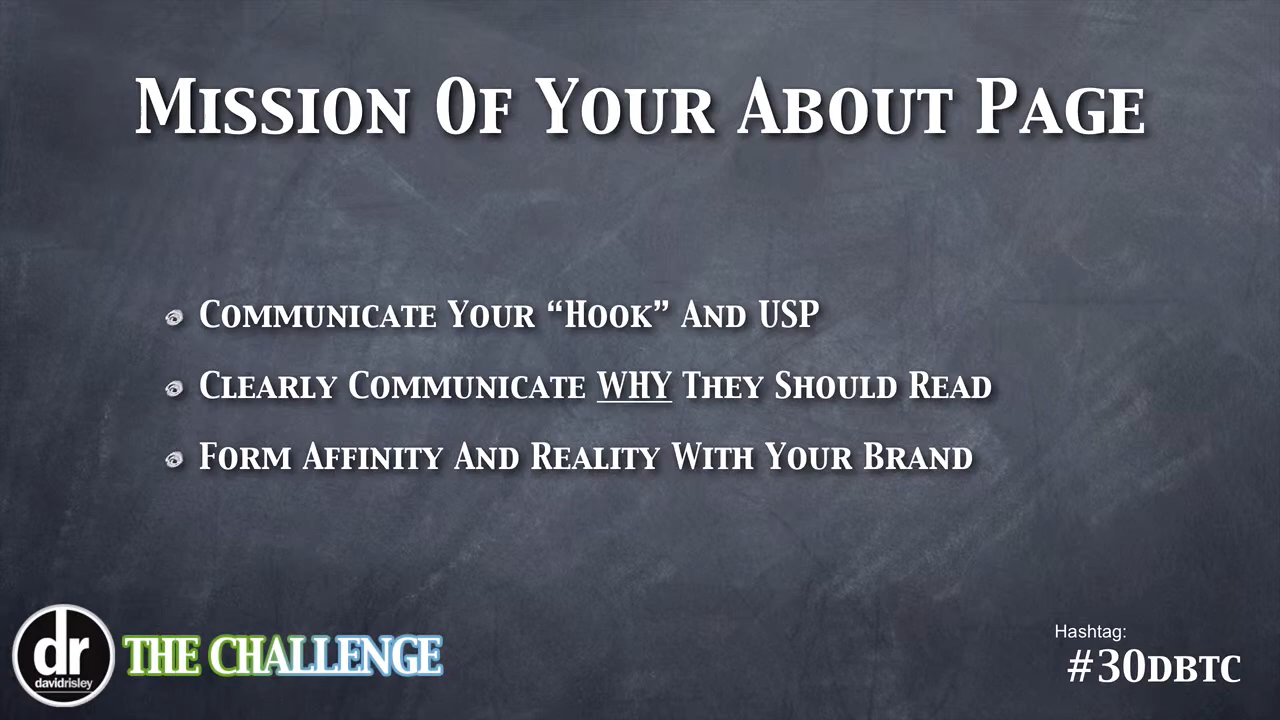 Mission Of Your About Page
Communicate Your “Hook” And USP
Clearly Communicate WHY They Should Read
Form Affinity And Reality With Your Brand
dr
davidrisley
THE CHALLENGE
Hashtag:
#30DBTC